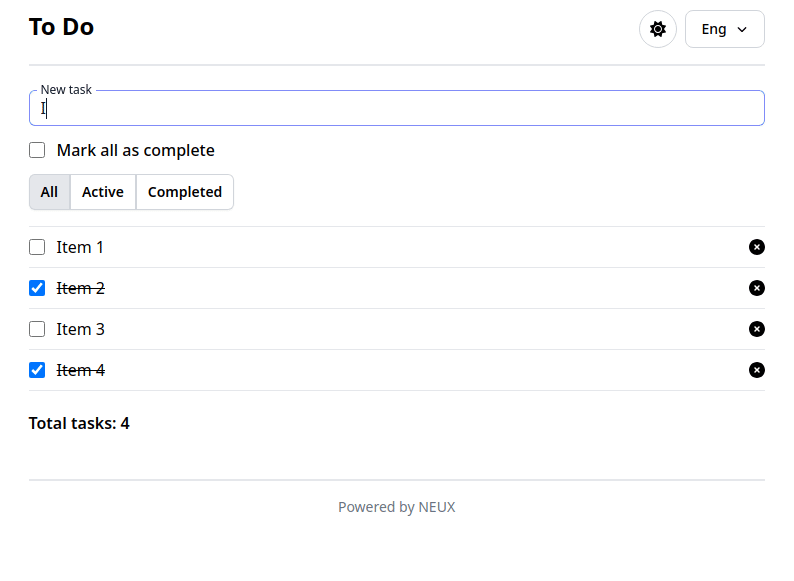 To Do
Eng
New task
I
Mark all as complete
All Active Completed
Item 1
Item 2
Item 3
Item 4
Total tasks: 4
Powered by NEUX